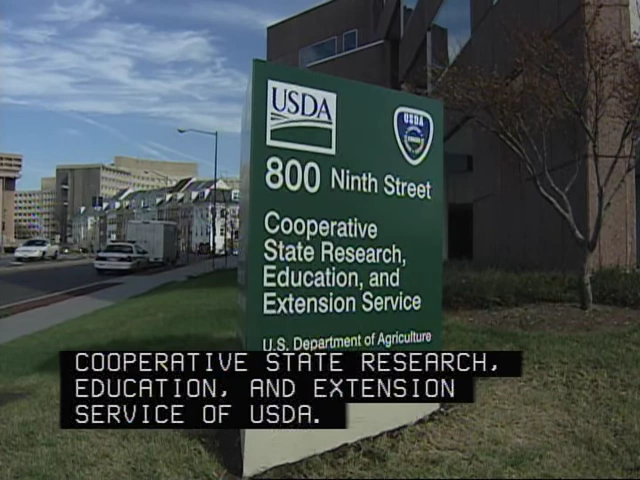 USDA
USDA
800 Ninth Street
Cooperative
State Research,
Education, and
Extension Service
U.S. Department of Agriculture
COOPERATIVE STATE RESEARCH,
EDUCATION, AND EXTENSION
SERVICE OF USDA.